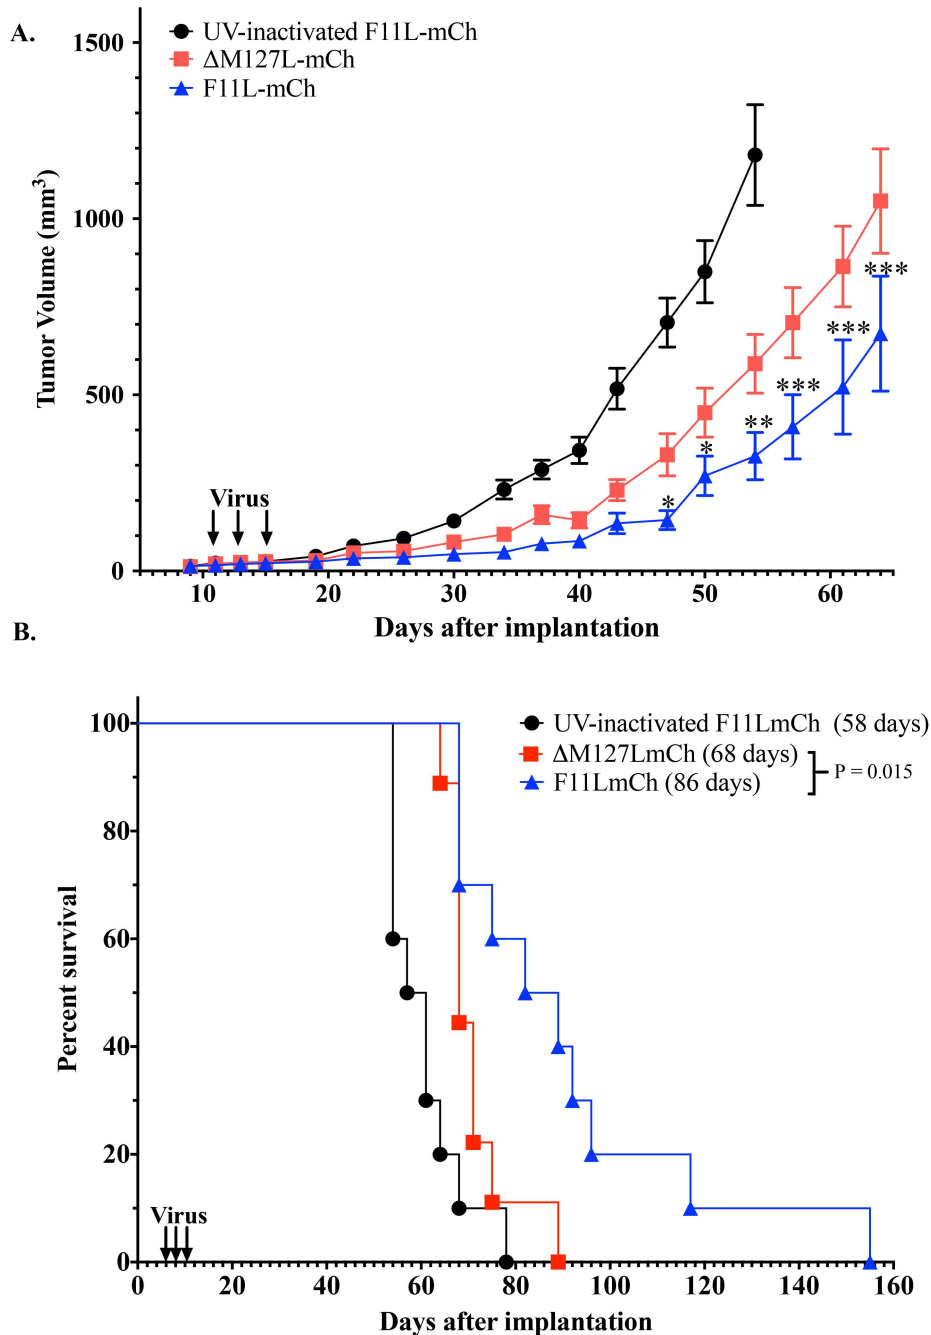 A.
UV-inactivated F11L-mCh
ΔM127L-mCh
F11L-mCh
1500
1000
500
0
Tumor Volume (mm³)
Virus
***
***
***
**
*
*
10 20 30 40 50 60
Days after implantation
B.
UV-inactivated F11LmCh (58 days)
ΔM127LmCh (68 days)
F11LmCh (86 days)
P = 0.015
100
80
60
40
20
0
Percent survival
Virus
0 20 40 60 80 100 120 140 160
Days after implantation